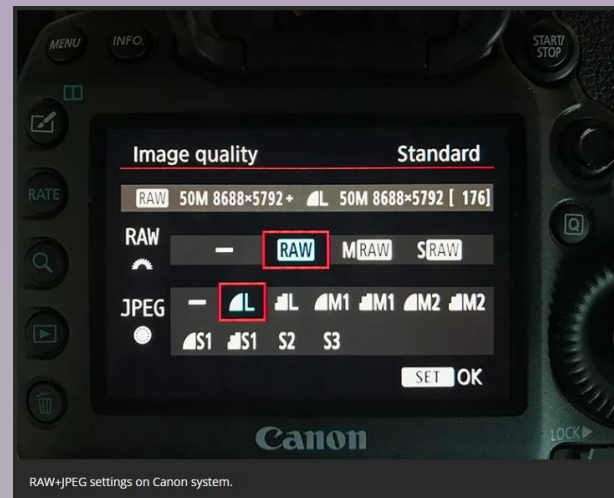 MENU
INFO.
START/
STOP
Image quality Standard
RAW 50M 8688×5792 + L 50M 8688×5792 [ 176]
RATE
Q
RAW
– RAW MRAW SRAW
JPEG
– L L M1 M1 M2 M2
S1 S1 S2 S3
SET OK
Canon
LOCK▶
RAW+JPEG settings on Canon system.